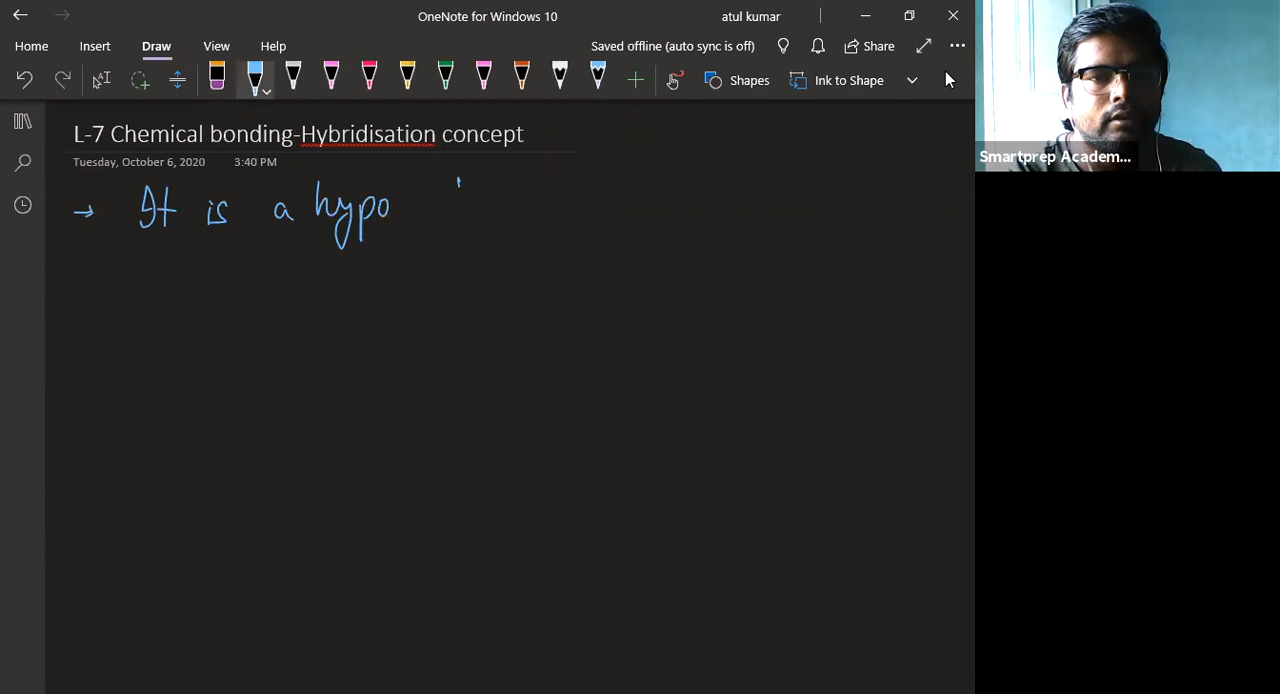 OneNote for Windows 10
atul kumar
Home Insert Draw View Help
Saved offline (auto sync is off)
Share
Shapes
Ink to Shape
L-7 Chemical bonding-Hybridisation concept
Tuesday, October 6, 2020 3:40 PM
→ It is a hypo
Smartprep Academ...